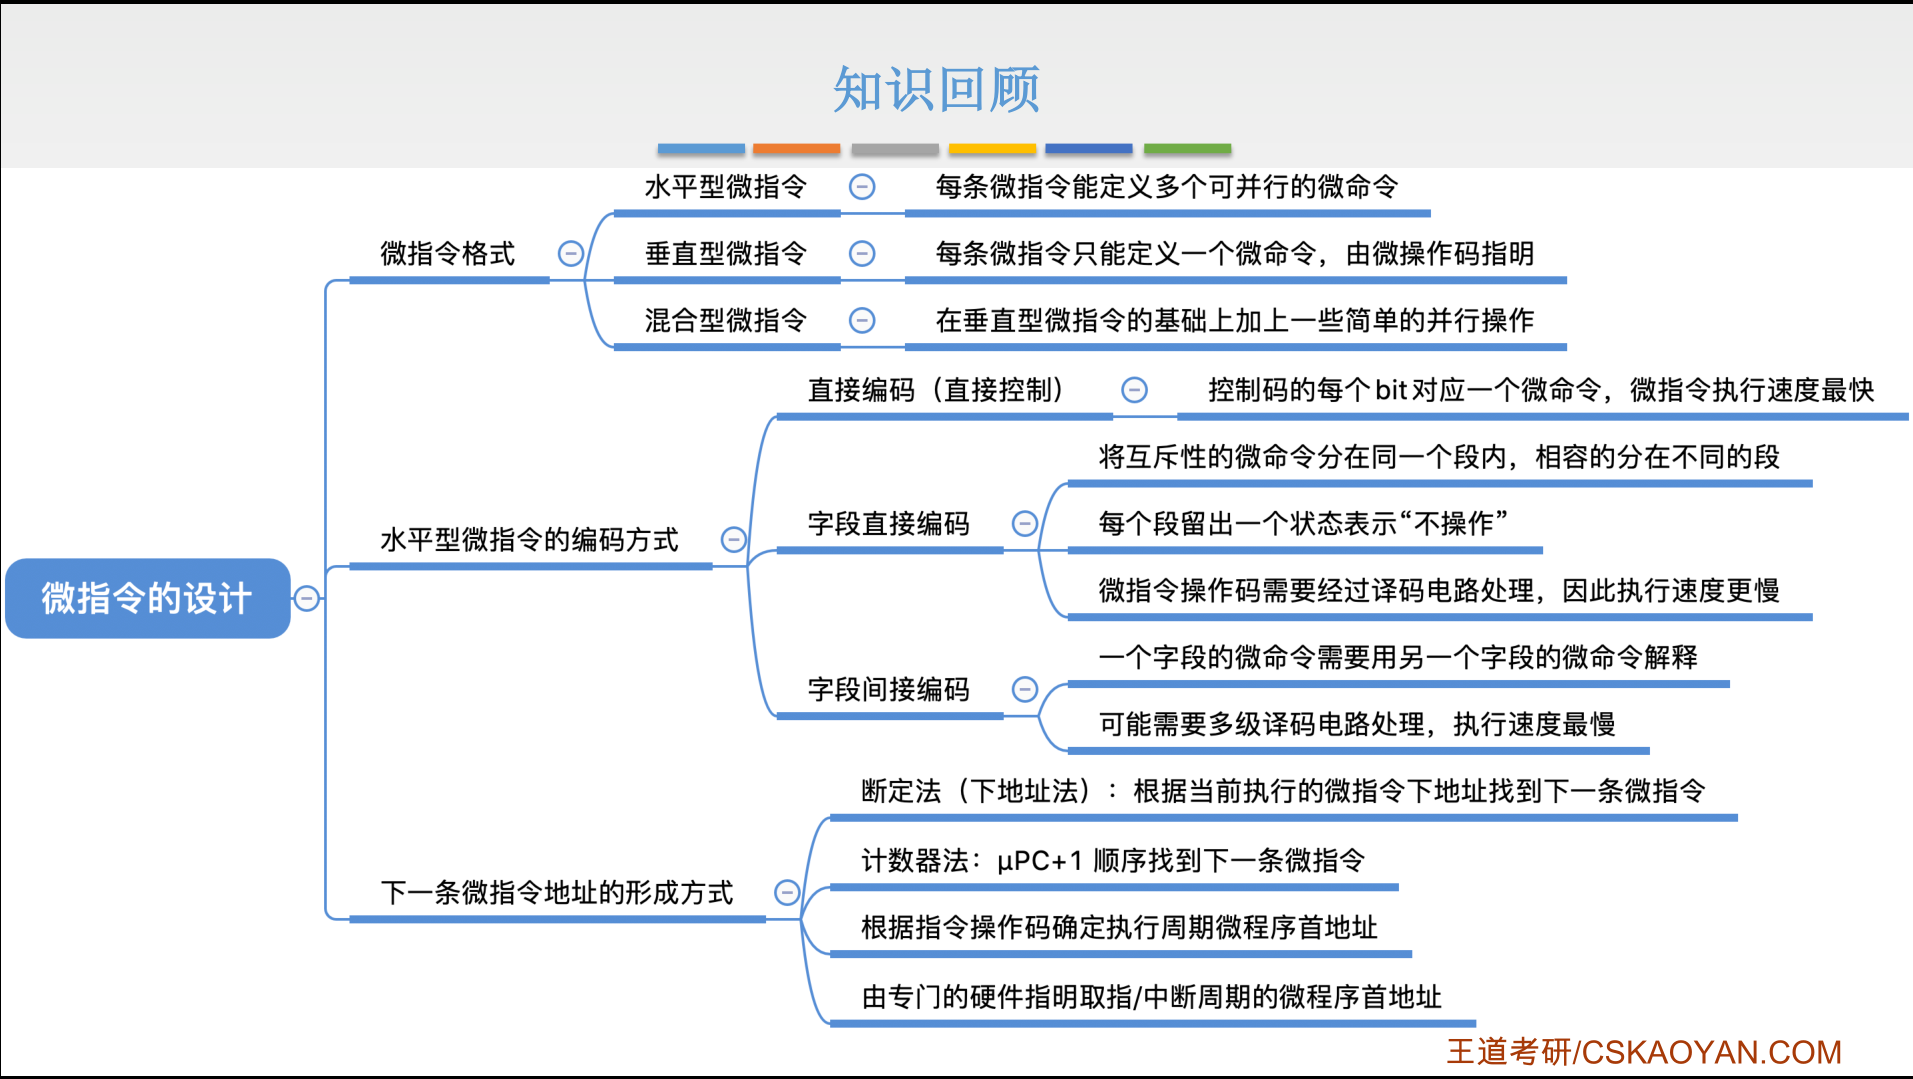 知识回顾
微指令的设计
微指令格式
水平型微指令
每条微指令能定义多个可并行的微命令
垂直型微指令
每条微指令只能定义一个微命令，由微操作码指明
混合型微指令
在垂直型微指令的基础上加上一些简单的并行操作
水平型微指令的编码方式
直接编码（直接控制）
控制码的每个bit对应一个微命令，微指令执行速度最快
字段直接编码
将互斥性的微命令分在同一个段内，相容的分在不同的段
每个段留出一个状态表示“不操作”
微指令操作码需要经过译码电路处理，因此执行速度更慢
字段间接编码
一个字段的微命令需要用另一个字段的微命令解释
可能需要多级译码电路处理，执行速度最慢
下一条微指令地址的形成方式
断定法（下地址法）：根据当前执行的微指令下地址找到下一条微指令
计数器法：μPC+1 顺序找到下一条微指令
根据指令操作码确定执行周期微程序首地址
由专门的硬件指明取指/中断周期的微程序首地址
王道考研/CSKAOYAN.COM